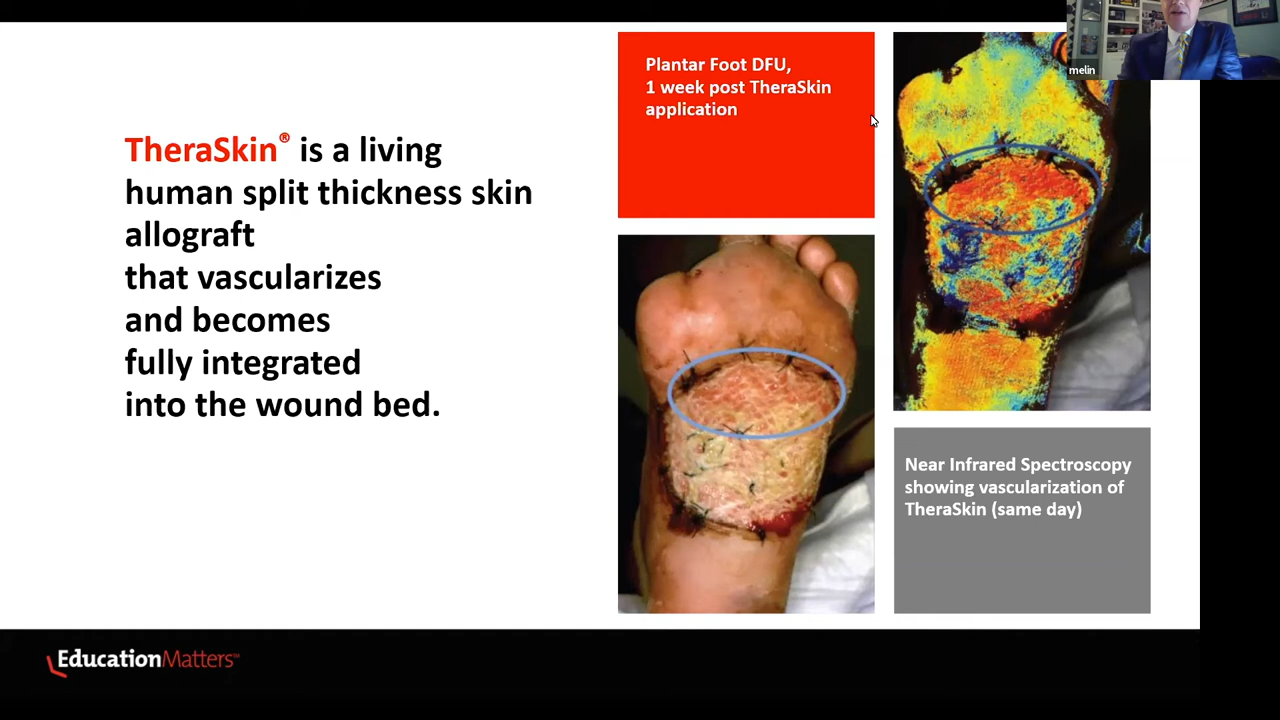 TheraSkin® is a living
human split thickness skin
allograft
that vascularizes
and becomes
fully integrated
into the wound bed.
Plantar Foot DFU,
1 week post TheraSkin
application
melin
Near Infrared Spectroscopy
showing vascularization of
TheraSkin (same day)
EducationMatters™